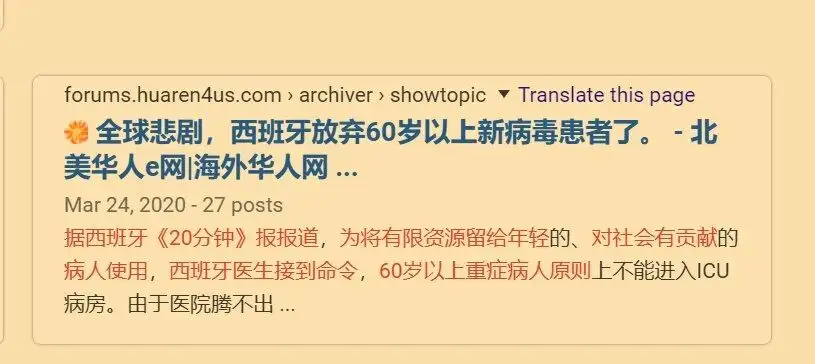 forums.huaren4us.com › archiver › showtopic ▼ Translate this page
全球悲剧，西班牙放弃60岁以上新病毒患者了。 - 北
美华人e网|海外华人网 ...
Mar 24, 2020 - 27 posts
据西班牙《20分钟》报报道，为将有限资源留给年轻的、对社会有贡献的
病人使用，西班牙医生接到命令，60岁以上重症病人原则上不能进入ICU
病房。由于医院腾不出 ...